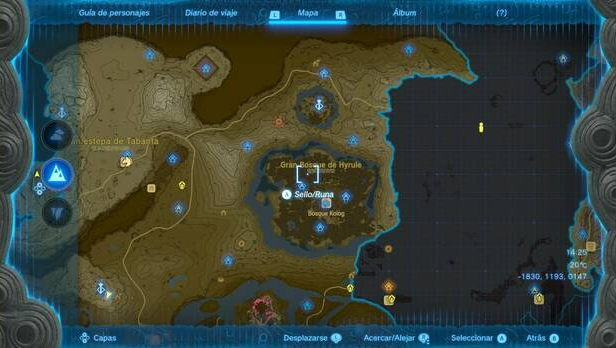 Guía de personajes
Diario de viaje
L
Mapa
R
Álbum
(?)
estepa de Tabanta
Gran Bosque de Hyrule
A
Sello/Runa
Bosque Kolog
14:25
20°C
-1830, 1193, 0147
Capas
Desplazarse L
Acercar/Alejar R
Seleccionar A
Atrás B